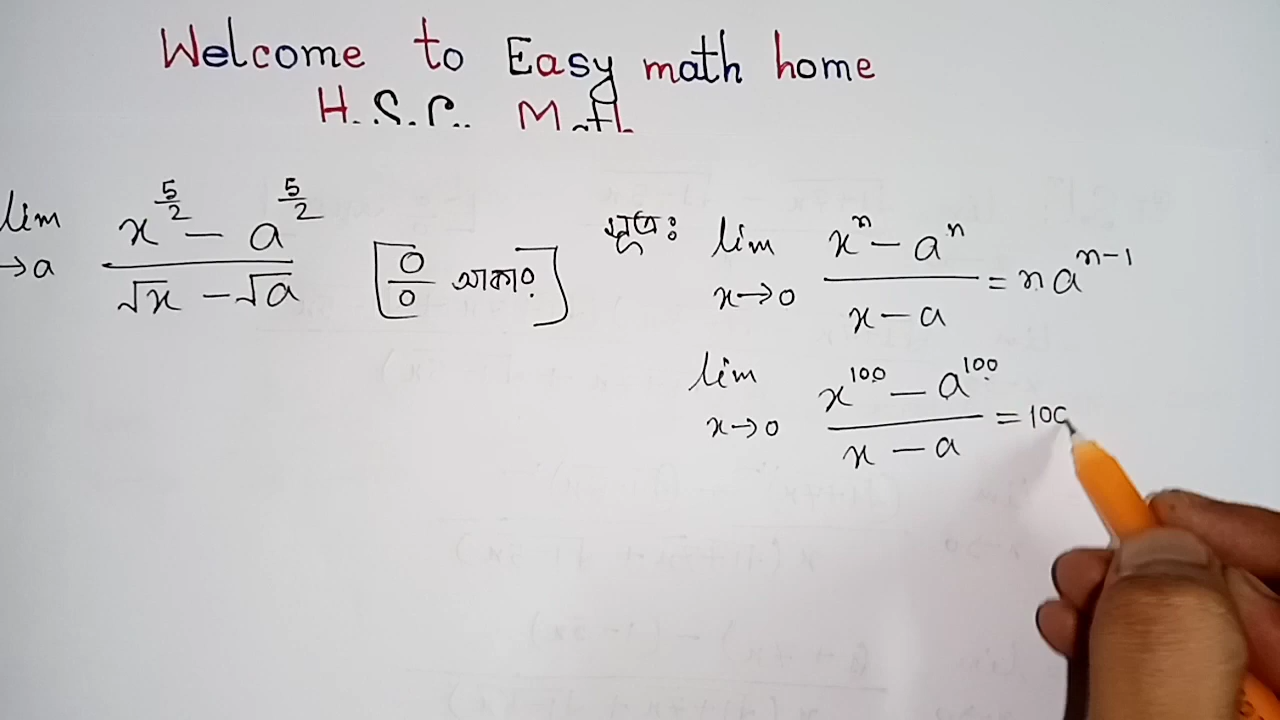 Welcome to Easy math home
H.S.C. Math
lim →a (x^(5/2) − a^(5/2)) / (√x − √a) [0/0 আকার]
সূত্রে: lim x→0 (x^n − a^n) / (x − a) = n a^(n−1)
lim x→0 (x^100 − a^100) / (x − a) = 100